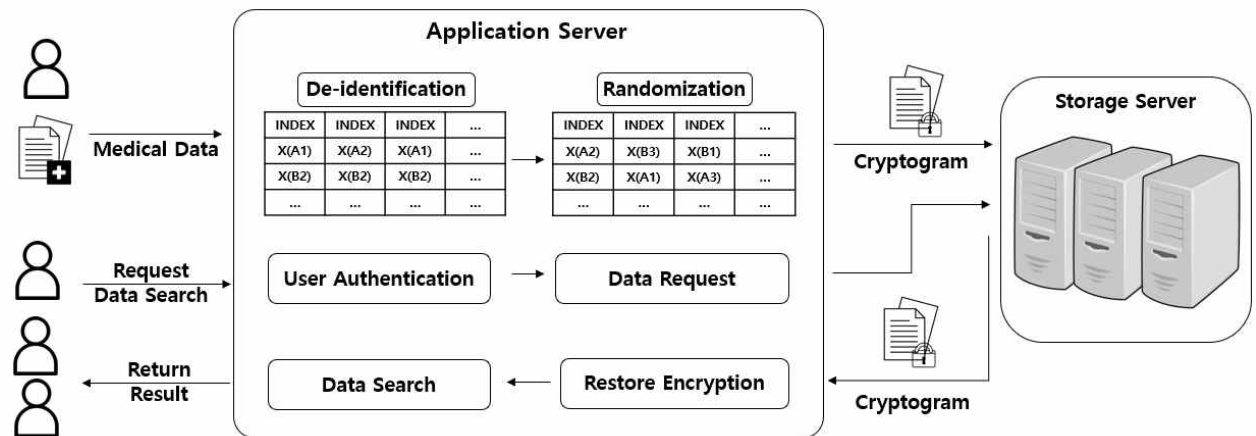 Application Server
De-identification
Randomization
Storage Server
INDEX INDEX INDEX ...
X(A1) X(A2) X(A1) ...
X(B2) X(B2) X(B2) ...
... ... ... ...
INDEX INDEX INDEX ...
X(A2) X(B3) X(B1) ...
X(B2) X(A1) X(A3) ...
... ... ... ...
Medical Data
Cryptogram
Request
Data Search
User Authentication
Data Request
Return
Result
Data Search
Restore Encryption
Cryptogram